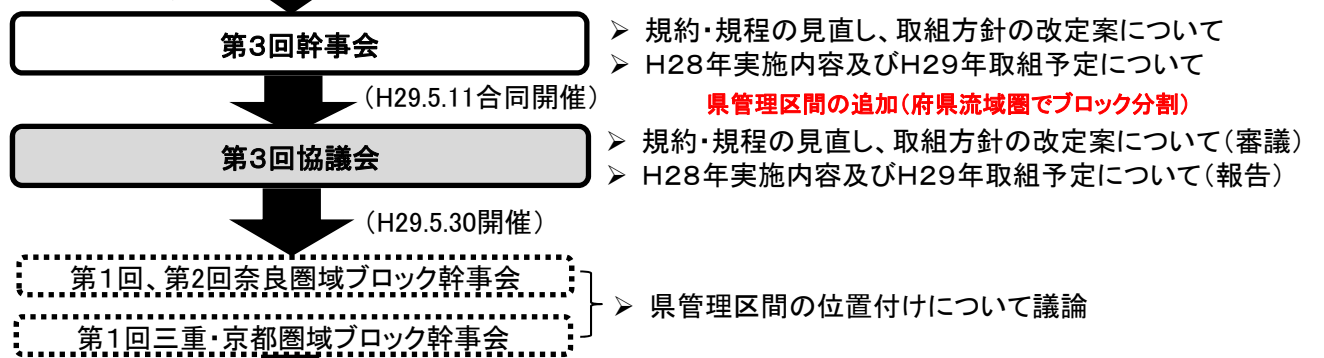 第3回幹事会
➢ 規約・規程の見直し、取組方針の改定案について
➢ H28年実施内容及びH29年取組予定について
(H29.5.11合同開催)
県管理区間の追加(府県流域圏でブロック分割)
第3回協議会
➢ 規約・規程の見直し、取組方針の改定案について(審議)
➢ H28年実施内容及びH29年取組予定について(報告)
(H29.5.30開催)
第1回、第2回奈良圏域ブロック幹事会
➢ 県管理区間の位置付けについて議論
第1回三重・京都圏域ブロック幹事会